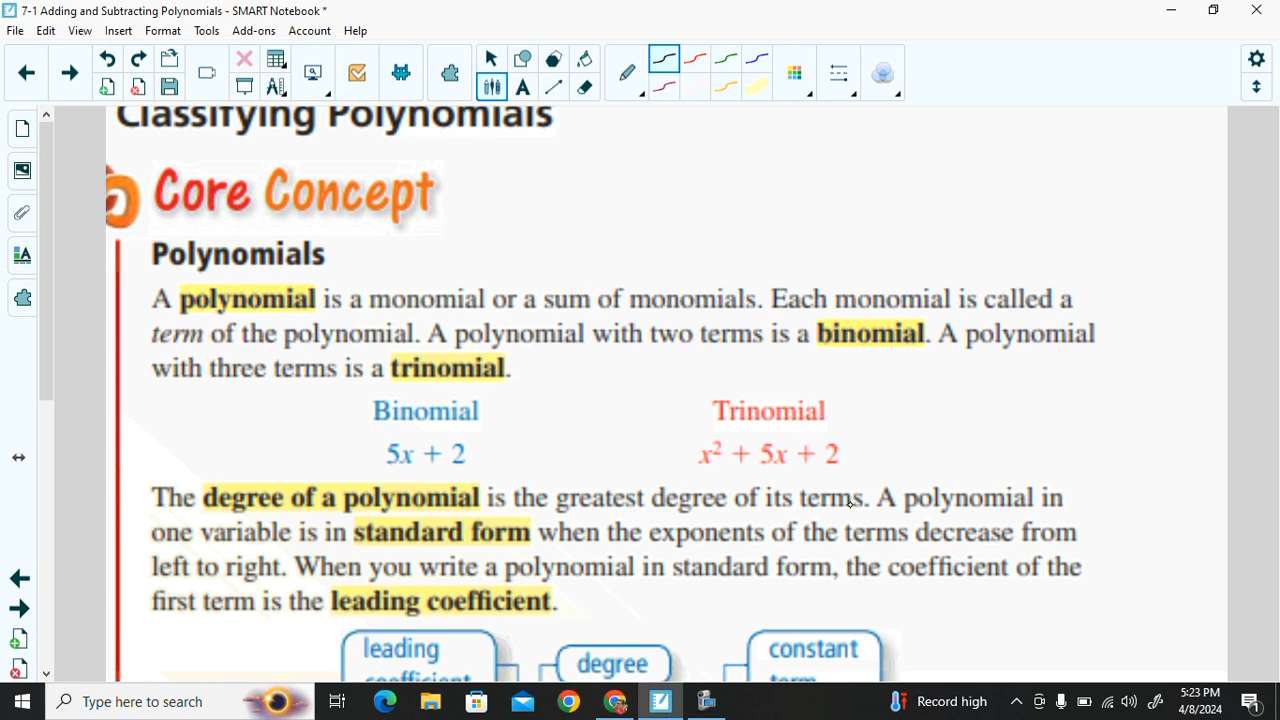 7-1 Adding and Subtracting Polynomials - SMART Notebook *
File Edit View Insert Format Tools Add-ons Account Help
Classifying Polynomials
Core Concept
Polynomials
A polynomial is a monomial or a sum of monomials. Each monomial is called a
term of the polynomial. A polynomial with two terms is a binomial. A polynomial
with three terms is a trinomial.
Binomial Trinomial
5x + 2 x² + 5x + 2
The degree of a polynomial is the greatest degree of its terms. A polynomial in
one variable is in standard form when the exponents of the terms decrease from
left to right. When you write a polynomial in standard form, the coefficient of the
first term is the leading coefficient.
leading degree constant
coefficient term
Type here to search
Record high
5:23 PM
4/8/2024
1